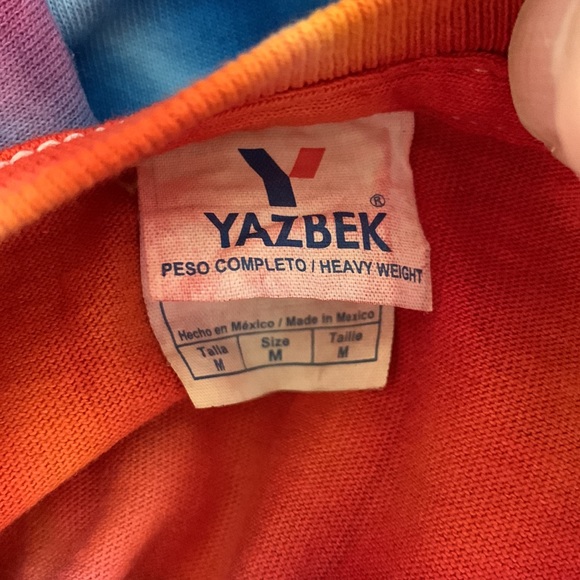 YAZBEK®
PESO COMPLETO / HEAVY WEIGHT
Hecho en México / Made in Mexico
Talla Size Taille
M M M